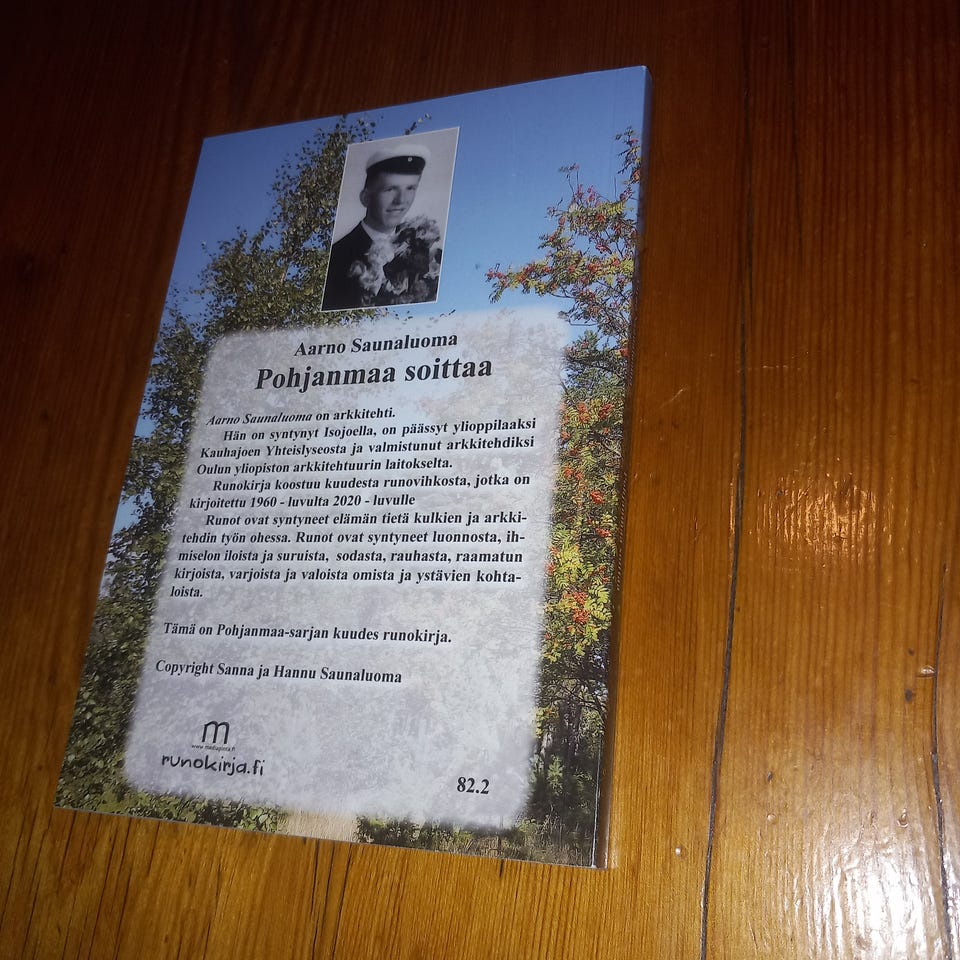 Aarno Saunaluoma
Pohjanmaa soittaa
Aarno Saunaluoma on arkkitehti.
Hän on syntynyt Isojoella, on päässyt ylioppilaaksi
Kauhajoen Yhteislyseosta ja valmistunut arkkitehdiksi
Oulun yliopiston arkkitehtuurin laitokselta.
Runokirja koostuu kuudesta runovihkosta, jotka on
kirjoitettu 1960 - luvulta 2020 - luvulle
Runot ovat syntyneet elämän tietä kulkien ja arkki-
tehdin työn ohessa. Runot ovat syntyneet luonnosta, ih-
miselon iloista ja suruista, sodasta, rauhasta, raamatun
kirjoista, varjoista ja valoista omista ja ystävien kohta-
loista.
Tämä on Pohjanmaa-sarjan kuudes runokirja.
Copyright Sanna ja Hannu Saunaluoma
m
www.mediapinta.fi
runokirja.fi
82.2